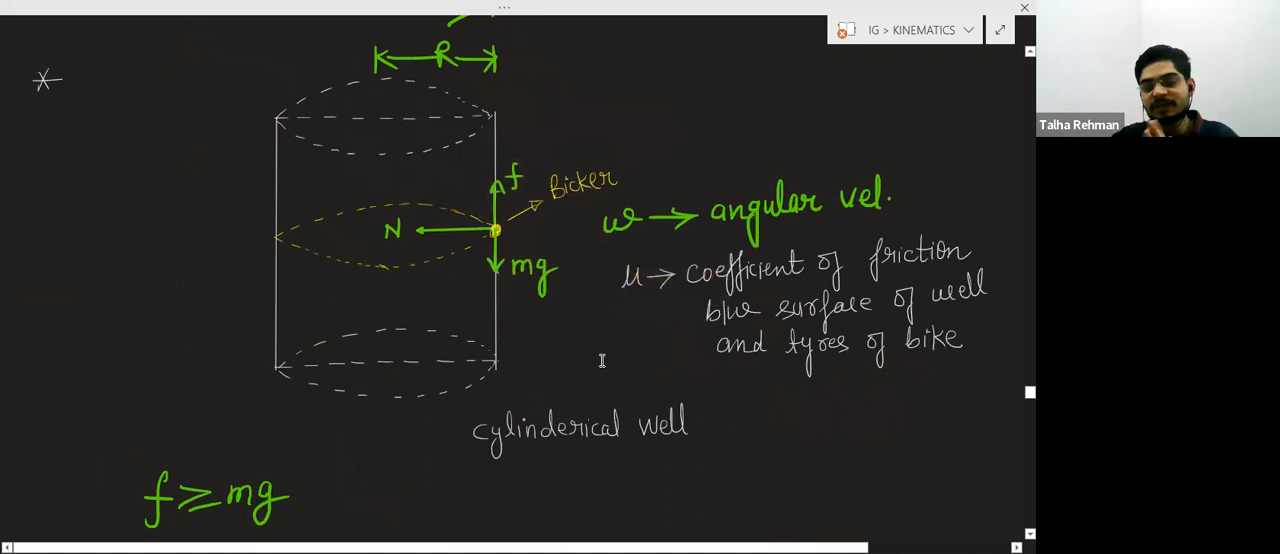 IG > KINEMATICS
R
Talha Rehman
f
Bicker
N
mg
ω → angular vel.
μ → coefficient of friction
b/w surface of well
and tyres of bike
cylinderical well
f ≥ mg